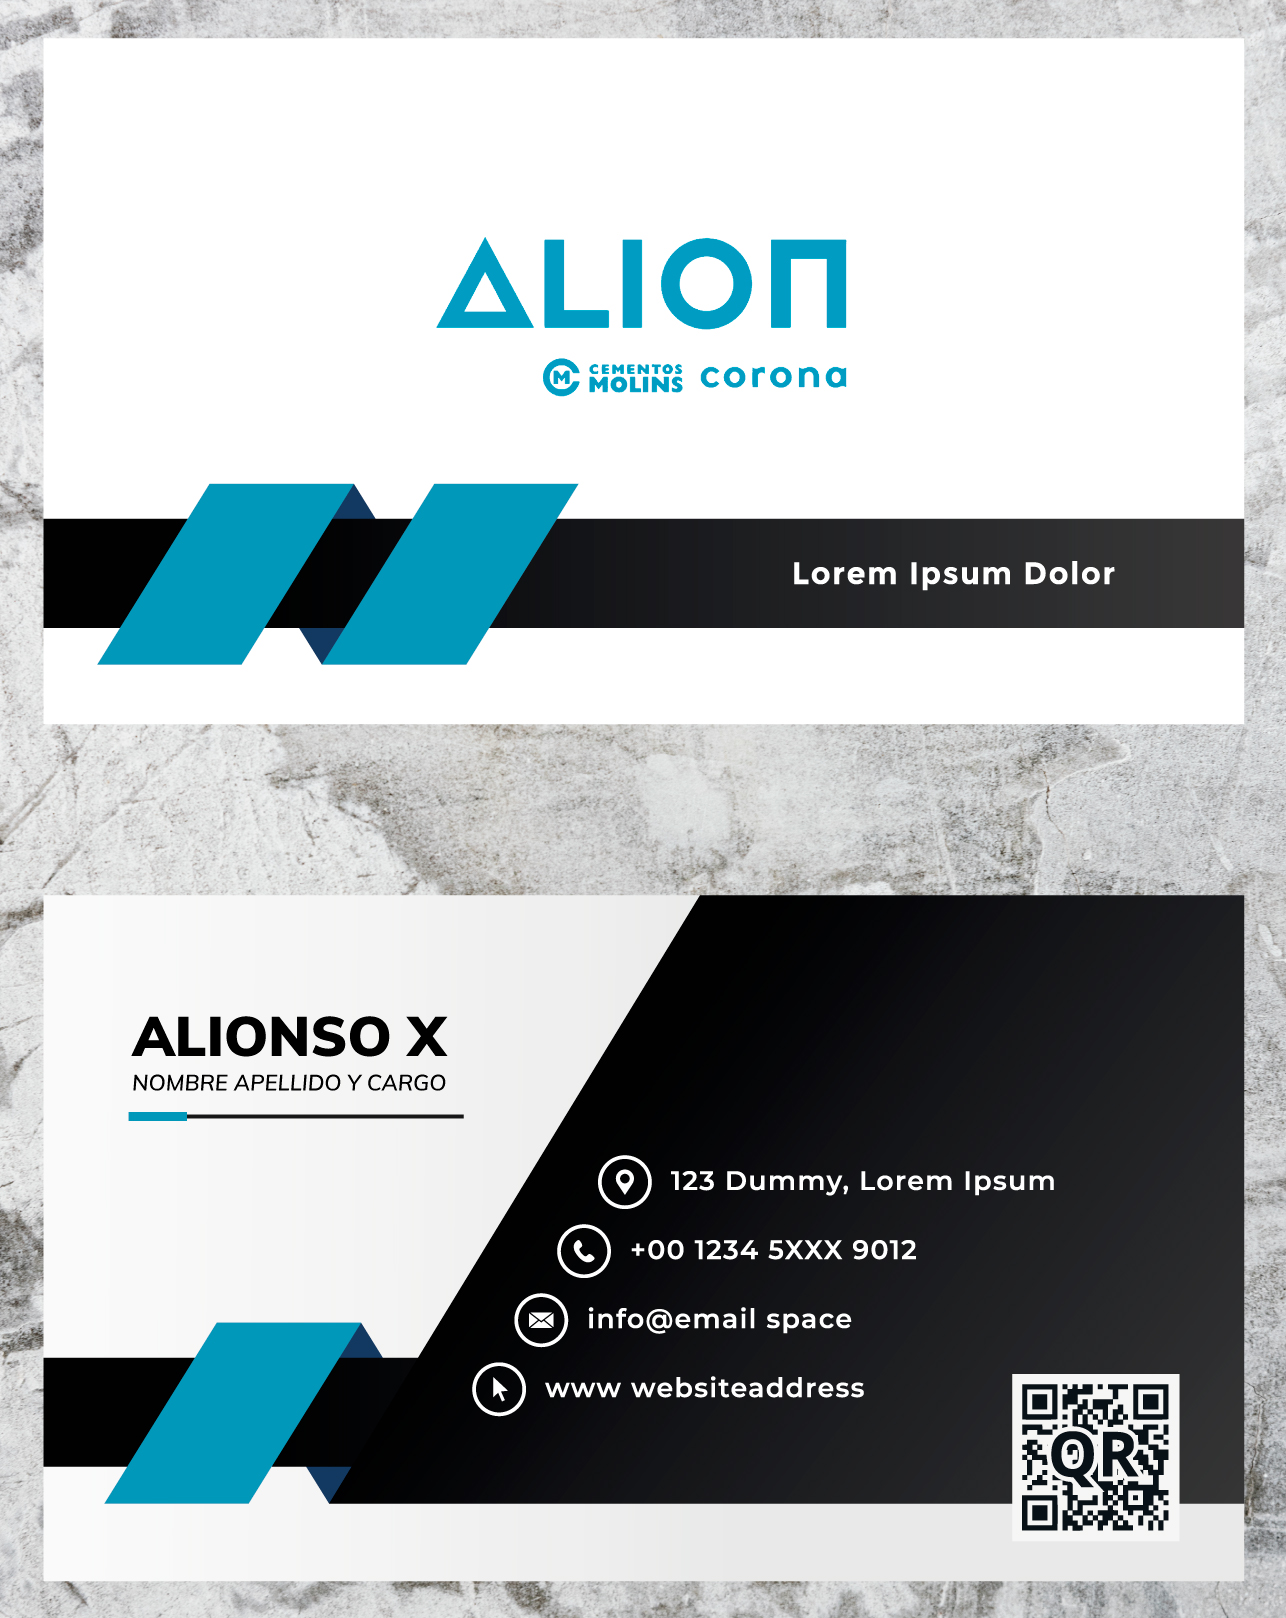 ALION
CM CEMENTOS MOLINS corona
Lorem Ipsum Dolor
ALIONSO X
NOMBRE APELLIDO Y CARGO
123 Dummy, Lorem Ipsum
+00 1234 5XXX 9012
info@email space
www websiteaddress
QR